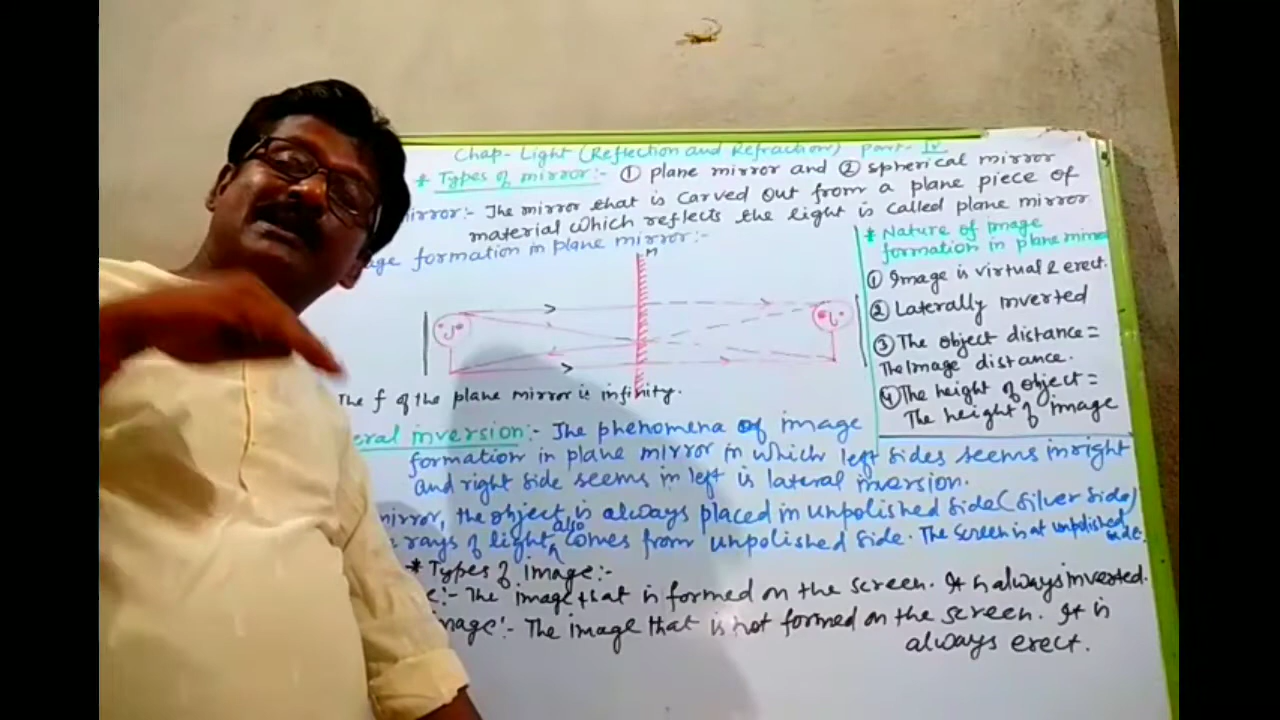 Chap- Light (Reflection and Refraction) Part- IV
* Types of mirror:- ① plane mirror and ② spherical mirror
mirror:- The mirror that is carved out from a plane piece of
material which reflects the light is called plane mirror
age formation in plane mirror:-
M
The f of the plane mirror is infinity.
* Nature of image
formation in plane mirror
① Image is virtual & erect.
② Laterally inverted
③ The object distance =
The Image distance.
④ The height of object =
The height of image
eral inversion:- The phenomena of image
formation in plane mirror in which left sides seems in right
and right side seems in left is lateral inversion.
mirror, the object is always placed in unpolished side (Silver side)
rays of light also comes from unpolished side. The screen is at unpolished
side.
* Types of image:-
e:- The image that is formed on the screen. It is always inverted.
mage:- The image that is not formed on the screen. It is
always erect.